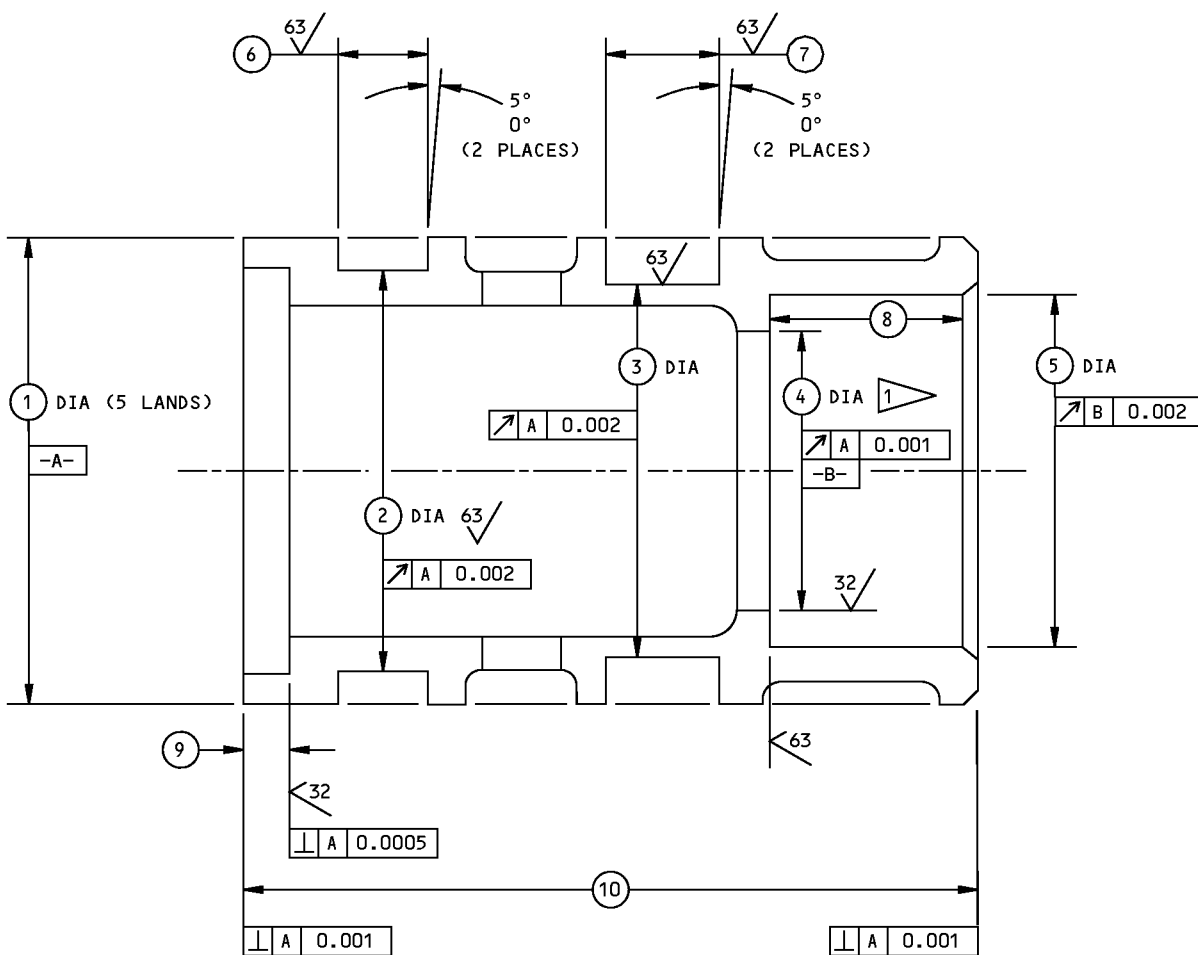 63
63
6
7
5°
0°
(2 PLACES)
5°
0°
(2 PLACES)
63
8
3 DIA
5 DIA
1 DIA (5 LANDS)
4 DIA 1
↗ A 0.002
↗ B 0.002
↗ A 0.001
-A-
-B-
2 DIA 63
↗ A 0.002
32
9
63
32
⊥ A 0.0005
10
⊥ A 0.001
⊥ A 0.001